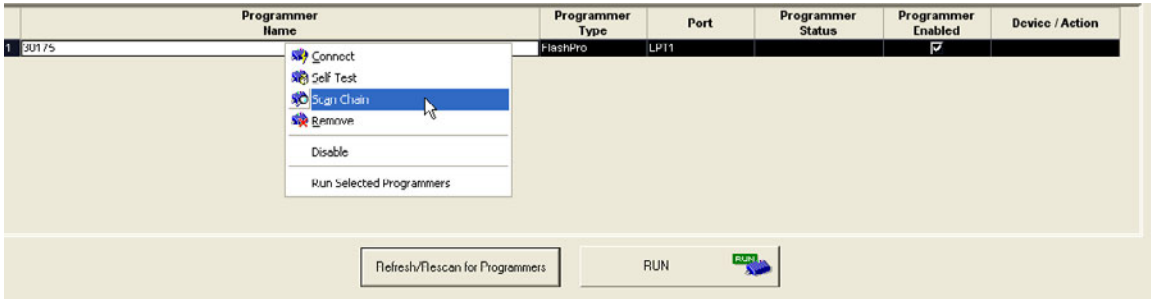 Programmer Name Programmer Type Port Programmer Status Programmer Enabled Device / Action
1 30175 FlashPro LPT1
Connect
Self Test
Scan Chain
Remove
Disable
Run Selected Programmers
Refresh/Rescan for Programmers RUN RUN